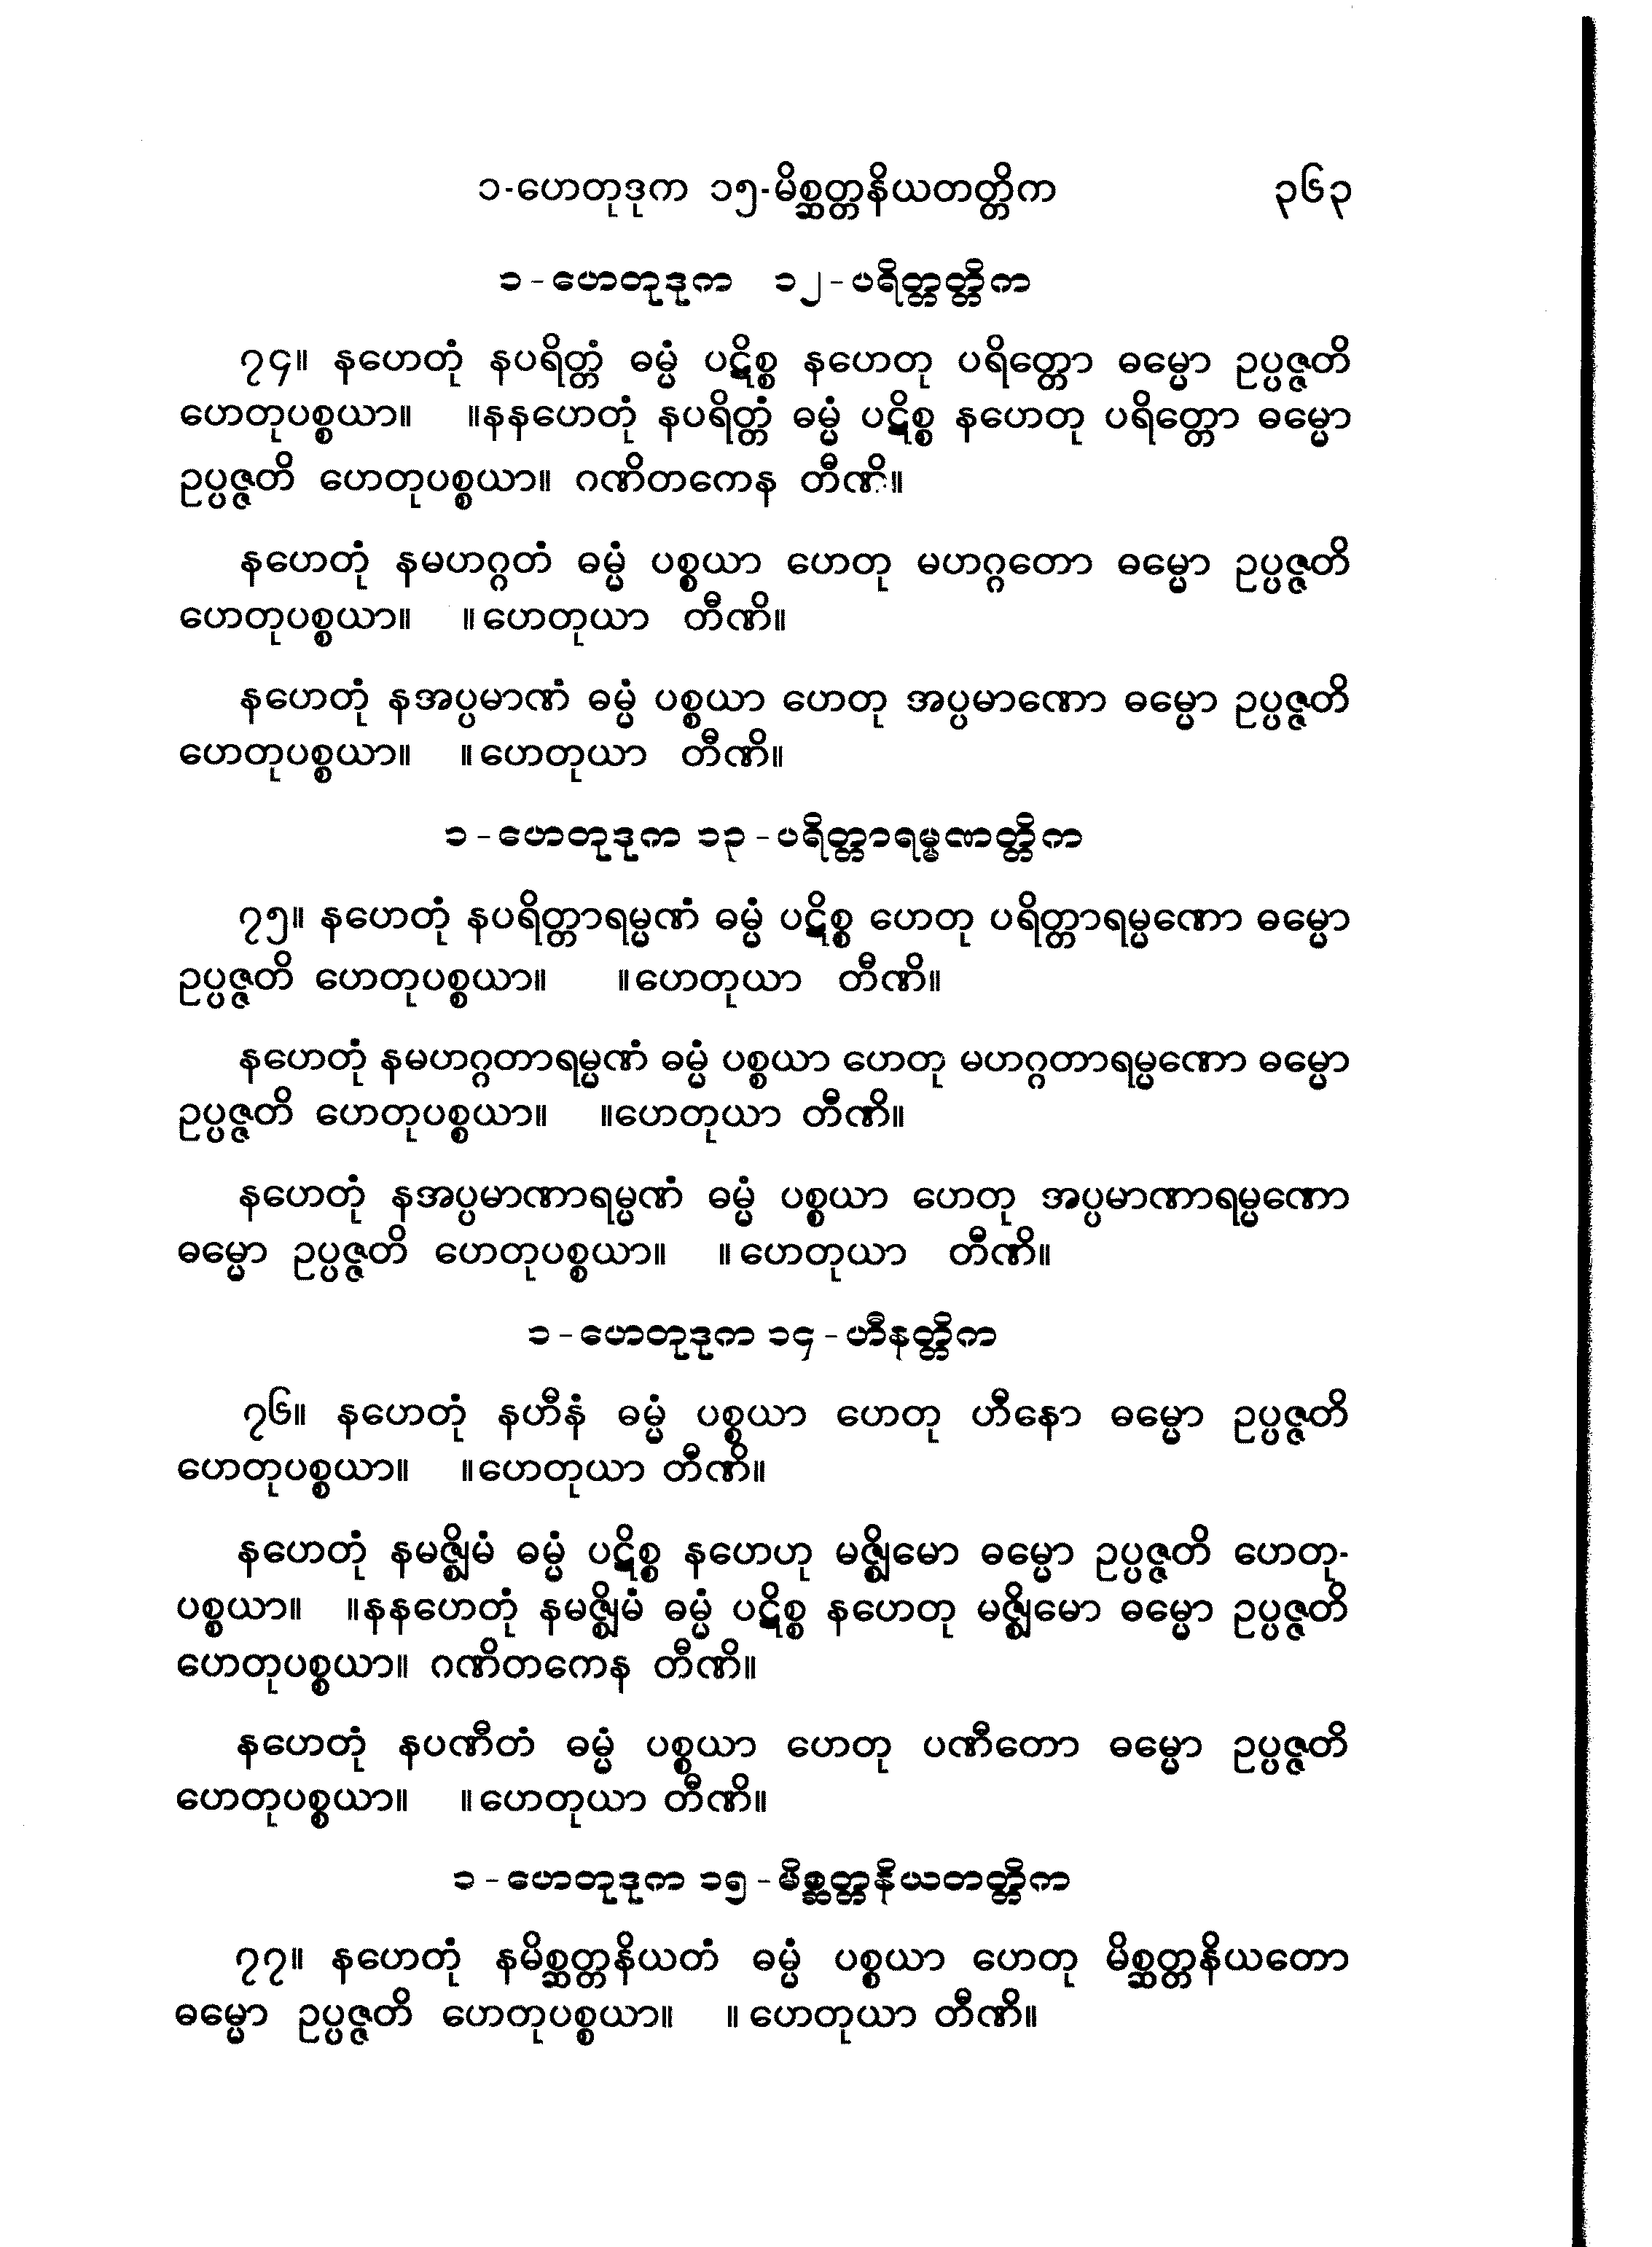 ၁-ဟေတုဒုက ၁၅-မိစ္ဆတ္တနိယတတ္တိက ၃၆၃
၁-ဟေတုဒုက ၁၂-ပရိတ္တတ္တိက
၇၄။ နဟေတုံ နပရိတ္တံ ဓမ္မံ ပဋိစ္စ နဟေတု ပရိတ္တော ဓမ္မော ဥပ္ပဇ္ဇတိ
ဟေတုပစ္စယာ။ ။နနဟေတုံ နပရိတ္တံ ဓမ္မံ ပဋိစ္စ နဟေတု ပရိတ္တော ဓမ္မော
ဥပ္ပဇ္ဇတိ ဟေတုပစ္စယာ။ ဂဏိတကေန တီဏိ။
နဟေတုံ နမဟဂ္ဂတံ ဓမ္မံ ပစ္စယာ ဟေတု မဟဂ္ဂတော ဓမ္မော ဥပ္ပဇ္ဇတိ
ဟေတုပစ္စယာ။ ။ဟေတုယာ တီဏိ။
နဟေတုံ နအပ္ပမာဏံ ဓမ္မံ ပစ္စယာ ဟေတု အပ္ပမာဏော ဓမ္မော ဥပ္ပဇ္ဇတိ
ဟေတုပစ္စယာ။ ။ဟေတုယာ တီဏိ။
၁-ဟေတုဒုက ၁၃-ပရိတ္တာရမ္မဏတ္တိက
၇၅။ နဟေတုံ နပရိတ္တာရမ္မဏံ ဓမ္မံ ပဋိစ္စ ဟေတု ပရိတ္တာရမ္မဏော ဓမ္မော
ဥပ္ပဇ္ဇတိ ဟေတုပစ္စယာ။ ။ဟေတုယာ တီဏိ။
နဟေတုံ နမဟဂ္ဂတာရမ္မဏံ ဓမ္မံ ပစ္စယာ ဟေတု မဟဂ္ဂတာရမ္မဏော ဓမ္မော
ဥပ္ပဇ္ဇတိ ဟေတုပစ္စယာ။ ။ဟေတုယာ တီဏိ။
နဟေတုံ နအပ္ပမာဏာရမ္မဏံ ဓမ္မံ ပစ္စယာ ဟေတု အပ္ပမာဏာရမ္မဏော
ဓမ္မော ဥပ္ပဇ္ဇတိ ဟေတုပစ္စယာ။ ။ဟေတုယာ တီဏိ။
၁-ဟေတုဒုက ၁၄-ဟီနတ္တိက
၇၆။ နဟေတုံ နဟီနံ ဓမ္မံ ပစ္စယာ ဟေတု ဟီနော ဓမ္မော ဥပ္ပဇ္ဇတိ
ဟေတုပစ္စယာ။ ။ဟေတုယာ တီဏိ။
နဟေတုံ နမဇ္ဈိမံ ဓမ္မံ ပဋိစ္စ နဟေဟု မဇ္ဈိမော ဓမ္မော ဥပ္ပဇ္ဇတိ ဟေတု-
ပစ္စယာ။ ။နနဟေတုံ နမဇ္ဈိမံ ဓမ္မံ ပဋိစ္စ နဟေတု မဇ္ဈိမော ဓမ္မော ဥပ္ပဇ္ဇတိ
ဟေတုပစ္စယာ။ ဂဏိတကေန တီဏိ။
နဟေတုံ နပဏီတံ ဓမ္မံ ပစ္စယာ ဟေတု ပဏီတော ဓမ္မော ဥပ္ပဇ္ဇတိ
ဟေတုပစ္စယာ။ ။ဟေတုယာ တီဏိ။
၁-ဟေတုဒုက ၁၅-မိစ္ဆတ္တနိယတတ္တိက
၇၇။ နဟေတုံ နမိစ္ဆတ္တနိယတံ ဓမ္မံ ပစ္စယာ ဟေတု မိစ္ဆတ္တနိယတော
ဓမ္မော ဥပ္ပဇ္ဇတိ ဟေတုပစ္စယာ။ ။ဟေတုယာ တီဏိ။